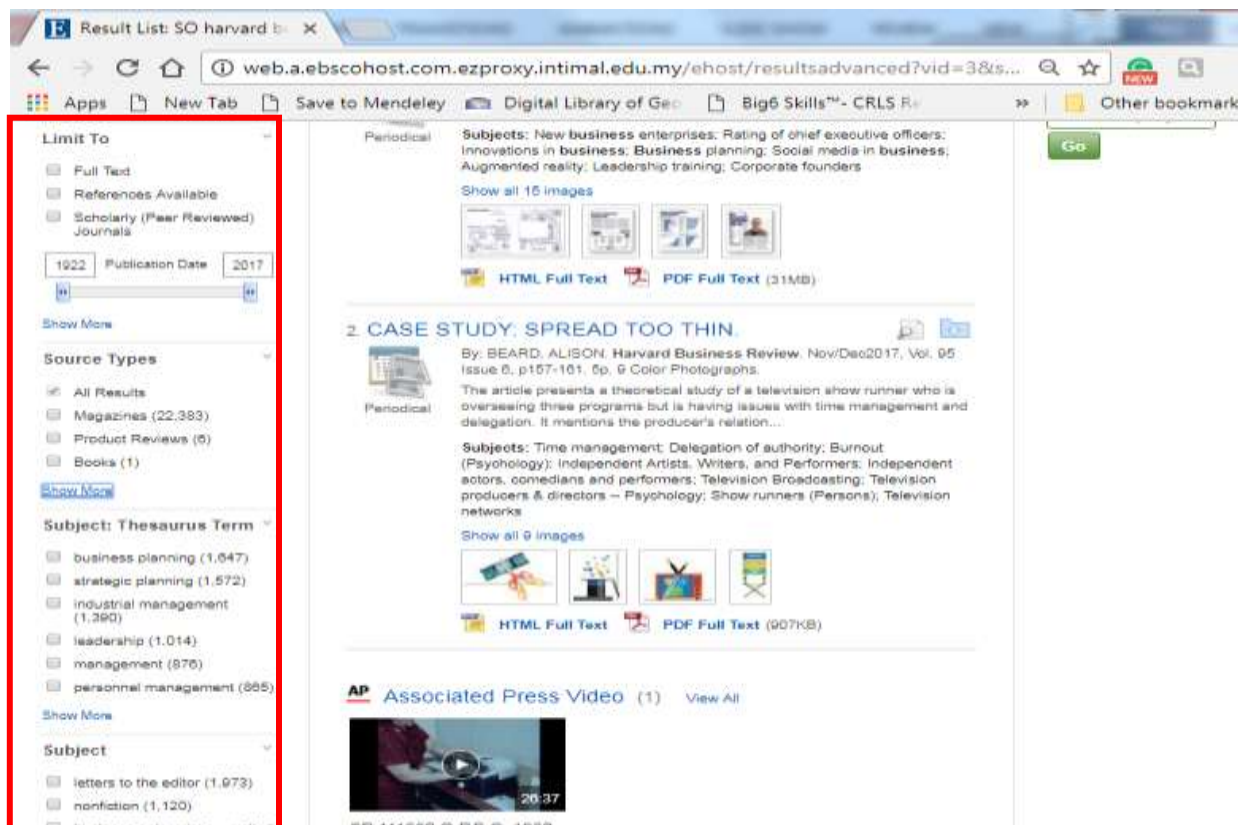 Result List: SO harvard b
web.a.ebscohost.com.ezproxy.intimal.edu.my/ehost/resultsadvanced?vid=3&s...
NEW
Apps New Tab Save to Mendeley Digital Library of Geo Big6 Skills™- CRLS R » Other bookmark
Limit To
Full Text
References Available
Scholarly (Peer Reviewed)
Journals
1922 Publication Date 2017
Show More
Source Types
All Results
Magazines (22,383)
Product Reviews (6)
Books (1)
Show More
Subject: Thesaurus Term
business planning (1,647)
strategic planning (1,572)
industrial management
(1,390)
leadership (1,014)
management (876)
personnel management (865)
Show More
Subject
letters to the editor (1,973)
nonfiction (1,120)
Periodical
Subjects: New business enterprises; Rating of chief executive officers;
Innovations in business; Business planning; Social media in business;
Augmented reality; Leadership training; Corporate founders
Show all 15 images
HTML Full Text PDF Full Text (31MB)
2. CASE STUDY: SPREAD TOO THIN.
By: BEARD, ALISON. Harvard Business Review. Nov/Dec2017, Vol. 95
Issue 6, p157-161. 5p. 9 Color Photographs.
Periodical
The article presents a theoretical study of a television show runner who is
overseeing three programs but is having issues with time management and
delegation. It mentions the producer's relation...
Subjects: Time management; Delegation of authority; Burnout
(Psychology); Independent Artists, Writers, and Performers; Independent
actors, comedians and performers; Television Broadcasting; Television
producers & directors -- Psychology; Show runners (Persons); Television
networks
Show all 9 images
HTML Full Text PDF Full Text (907KB)
AP Associated Press Video (1) View All
26:37
Go